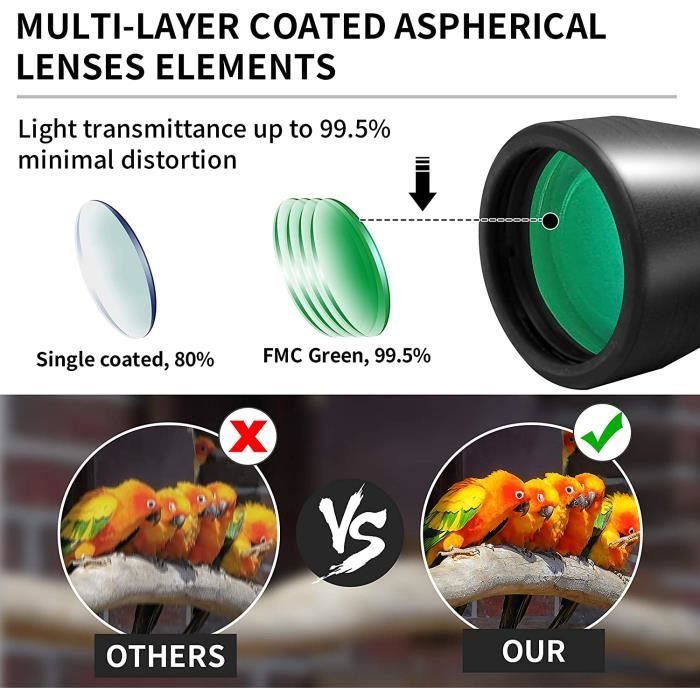 MULTI-LAYER COATED ASPHERICAL
LENSES ELEMENTS
Light transmittance up to 99.5%
minimal distortion
Single coated, 80%
FMC Green, 99.5%
VS
OTHERS
OUR